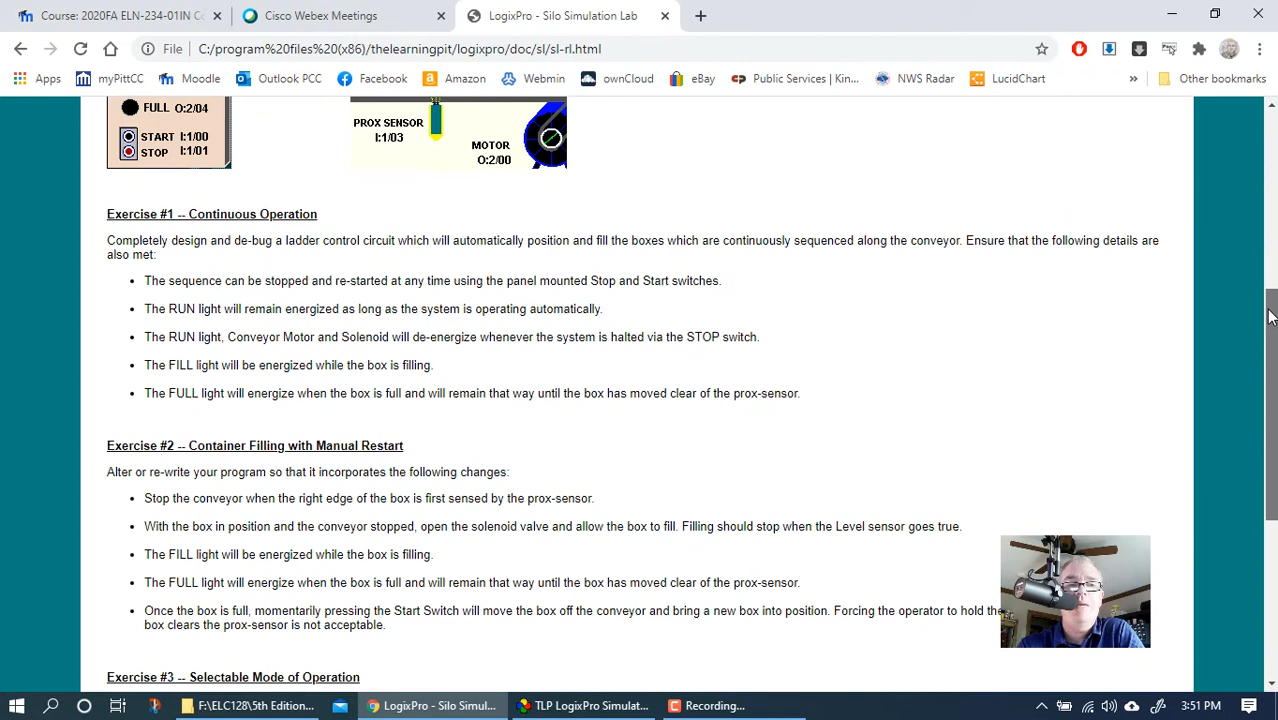 Course: 2020FA ELN-234-01IN C
Cisco Webex Meetings
LogixPro - Silo Simulation Lab
File
C:/program%20files%20(x86)/thelearningpit/logixpro/doc/sl/sl-rl.html
Apps
myPittCC
Moodle
Outlook PCC
Facebook
Amazon
Webmin
ownCloud
eBay
Public Services | Kin...
NWS Radar
LucidChart
»
Other bookmarks
FULL O:2/04
START I:1/00
STOP I:1/01
PROX SENSOR
I:1/03
MOTOR
O:2/00
Exercise #1 -- Continuous Operation
Completely design and de-bug a ladder control circuit which will automatically position and fill the boxes which are continuously sequenced along the conveyor. Ensure that the following details are
also met:
• The sequence can be stopped and re-started at any time using the panel mounted Stop and Start switches.
• The RUN light will remain energized as long as the system is operating automatically.
• The RUN light, Conveyor Motor and Solenoid will de-energize whenever the system is halted via the STOP switch.
• The FILL light will be energized while the box is filling.
• The FULL light will energize when the box is full and will remain that way until the box has moved clear of the prox-sensor.
Exercise #2 -- Container Filling with Manual Restart
Alter or re-write your program so that it incorporates the following changes:
• Stop the conveyor when the right edge of the box is first sensed by the prox-sensor.
• With the box in position and the conveyor stopped, open the solenoid valve and allow the box to fill. Filling should stop when the Level sensor goes true.
• The FILL light will be energized while the box is filling.
• The FULL light will energize when the box is full and will remain that way until the box has moved clear of the prox-sensor.
• Once the box is full, momentarily pressing the Start Switch will move the box off the conveyor and bring a new box into position. Forcing the operator to hold the
box clears the prox-sensor is not acceptable.
Exercise #3 -- Selectable Mode of Operation
F:\ELC128\5th Edition...
LogixPro - Silo Simul...
TLP LogixPro Simulat...
Recording...
3:51 PM